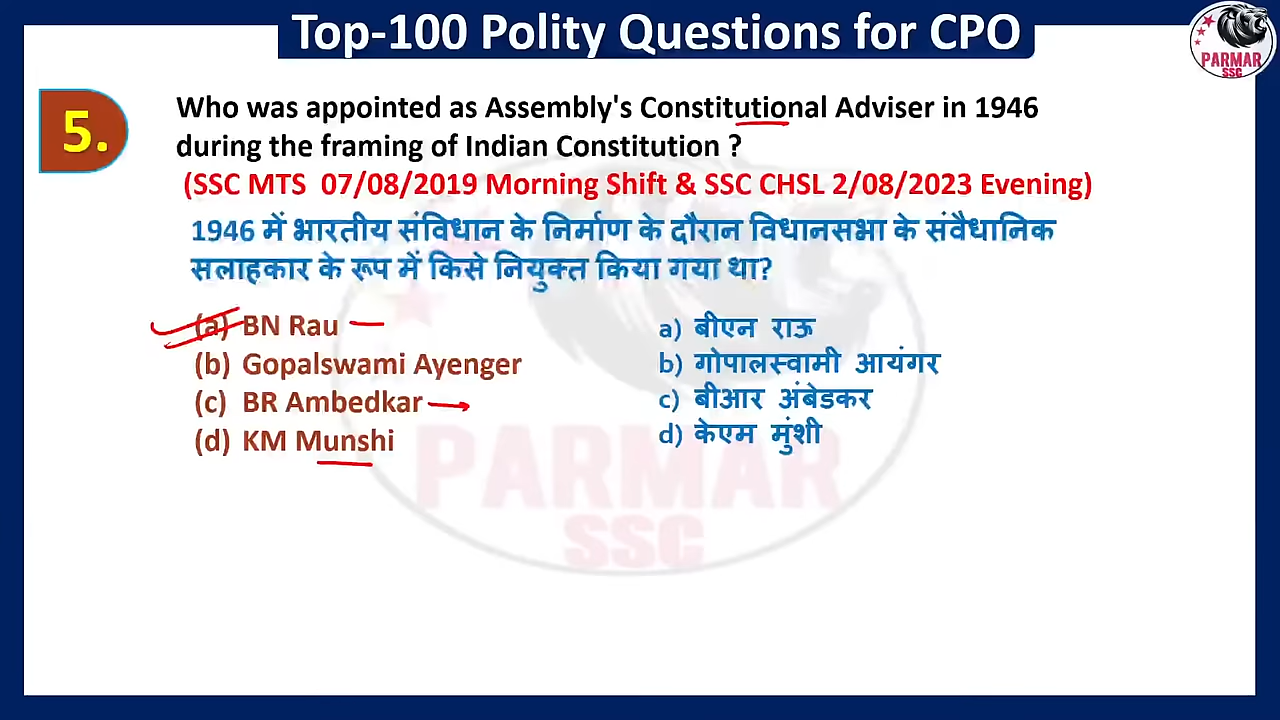 Top-100 Polity Questions for CPO
PARMAR
SSC
5.
Who was appointed as Assembly's Constitutional Adviser in 1946
during the framing of Indian Constitution ?
(SSC MTS 07/08/2019 Morning Shift & SSC CHSL 2/08/2023 Evening)
1946 में भारतीय संविधान के निर्माण के दौरान विधानसभा के संवैधानिक
सलाहकार के रूप में किसे नियुक्त किया गया था?
(a) BN Rau
(b) Gopalswami Ayenger
(c) BR Ambedkar
(d) KM Munshi
a) बीएन राऊ
b) गोपालस्वामी आयंगर
c) बीआर अंबेडकर
d) केएम मुंशी
PARMAR
SSC